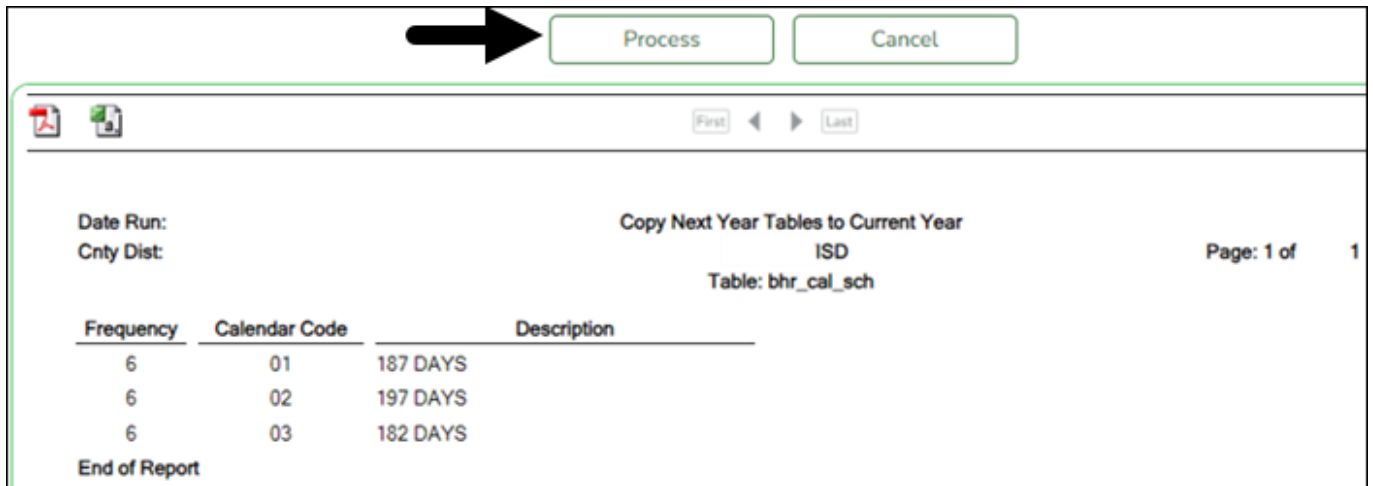 Process Cancel
First Last
Date Run: Copy Next Year Tables to Current Year
Cnty Dist: ISD Page: 1 of 1
Table: bhr_cal_sch
Frequency Calendar Code Description
6 01 187 DAYS
6 02 197 DAYS
6 03 182 DAYS
End of Report